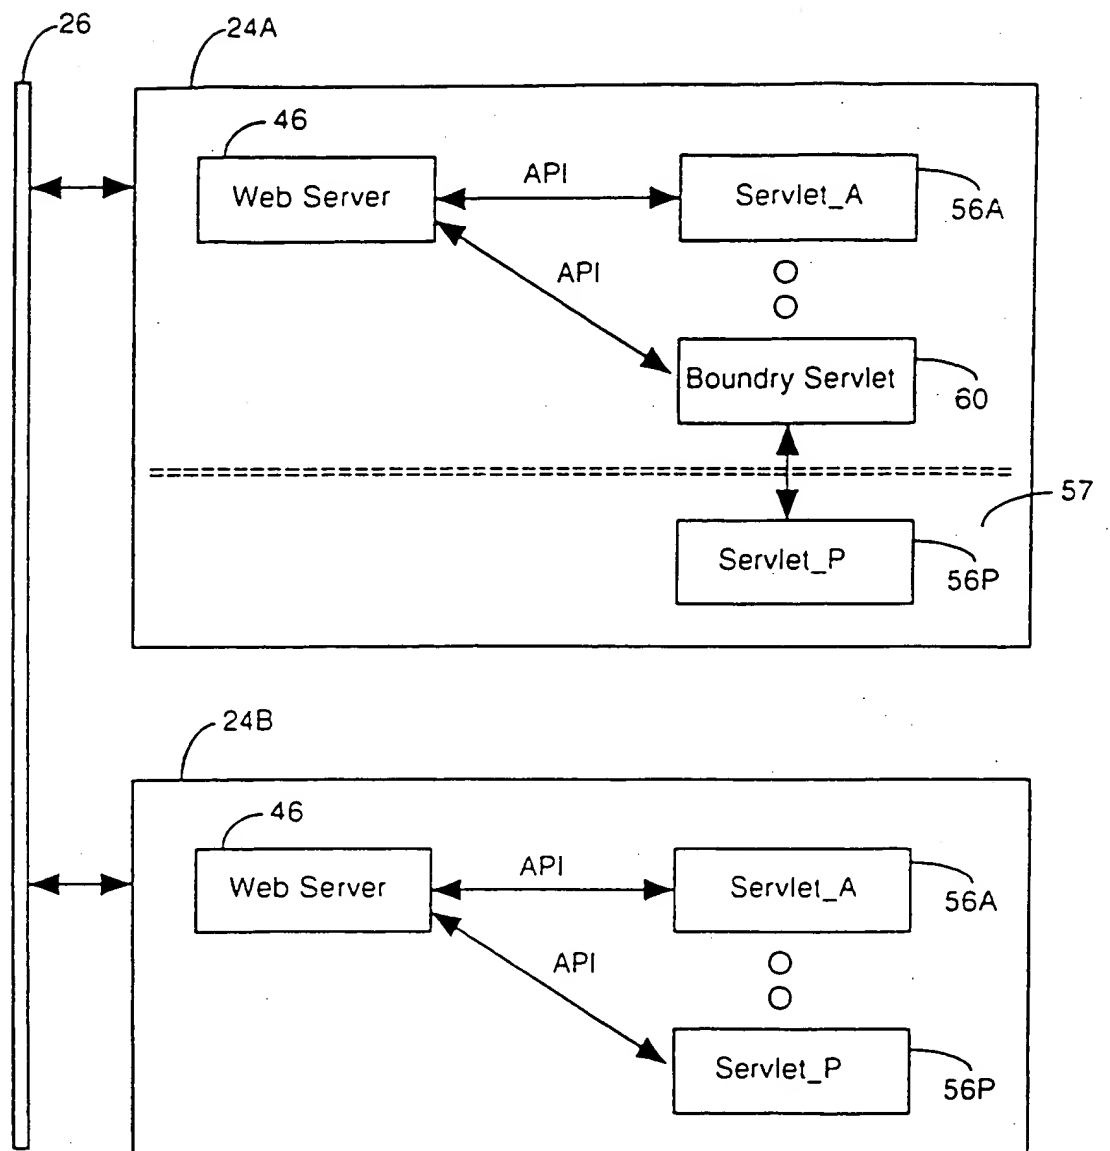 26
24A
46
Web Server
API
Servlet_A
56A
API
Boundry Servlet
60
57
Servlet_P
56P
24B
46
Web Server
API
Servlet_A
56A
API
Servlet_P
56P